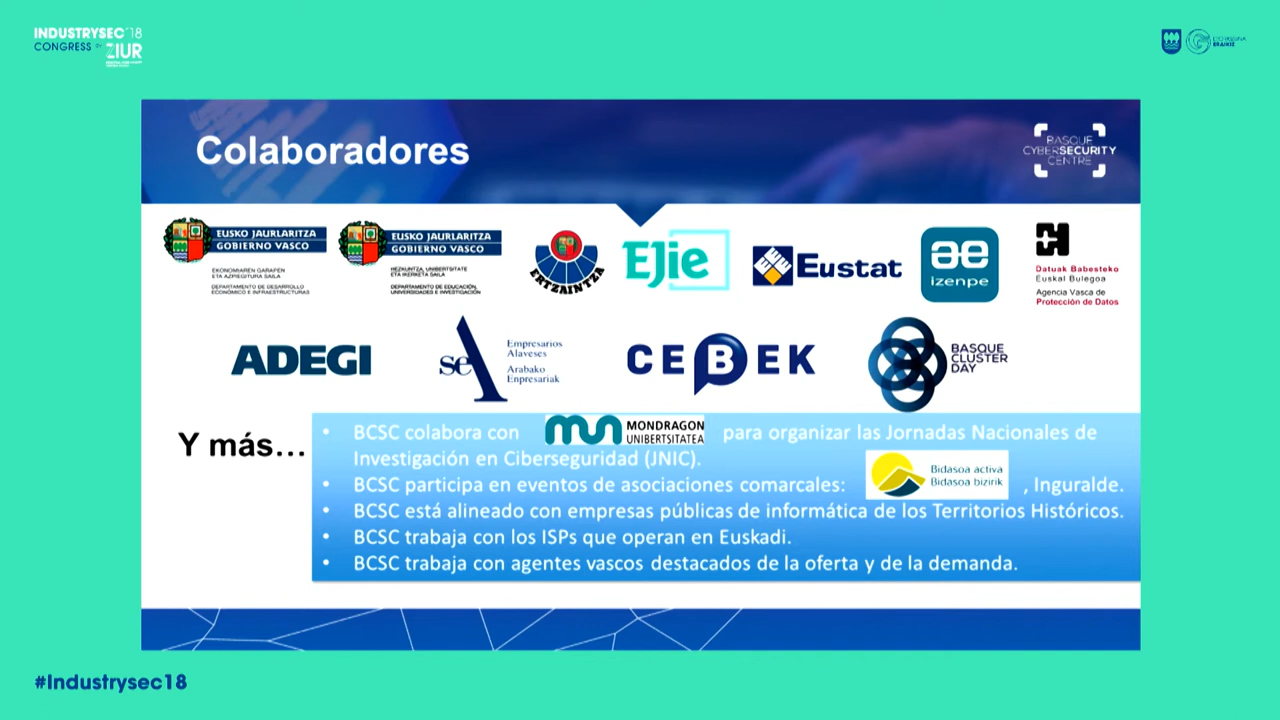 INDUSTRYSEC'18
CONGRESS BY ZIUR
Colaboradores
BASQUE
CYBERSECURITY
CENTRE
EUSKO JAURLARITZA
GOBIERNO VASCO
EKONOMIAREN GARAPEN
ETA AZPIEGITURA SAILA
DEPARTAMENTO DE DESARROLLO
ECONÓMICO E INFRAESTRUCTURAS
EUSKO JAURLARITZA
GOBIERNO VASCO
HEZKUNTZA, UNIBERTSITATE
ETA IKERKETA SAILA
DEPARTAMENTO DE EDUCACIÓN,
UNIVERSIDADES E INVESTIGACIÓN
ERTZAINTZA
EJie
Eustat
izenpe
Datuak Babesteko
Euskal Bulegoa
Agencia Vasca de
Protección de Datos
ADEGI
seA
Empresarios
Alaveses
Arabako
Enpresariak
CEBEK
BASQUE
CLUSTER
DAY
Y más...
• BCSC colabora con MONDRAGON UNIBERTSITATEA para organizar las Jornadas Nacionales de
Investigación en Ciberseguridad (JNIC).
• BCSC participa en eventos de asociaciones comarcales: Bidasoa activa Bidasoa bizirik , Inguralde.
• BCSC está alineado con empresas públicas de informática de los Territorios Históricos.
• BCSC trabaja con los ISPs que operan en Euskadi.
• BCSC trabaja con agentes vascos destacados de la oferta y de la demanda.
#Industrysec18